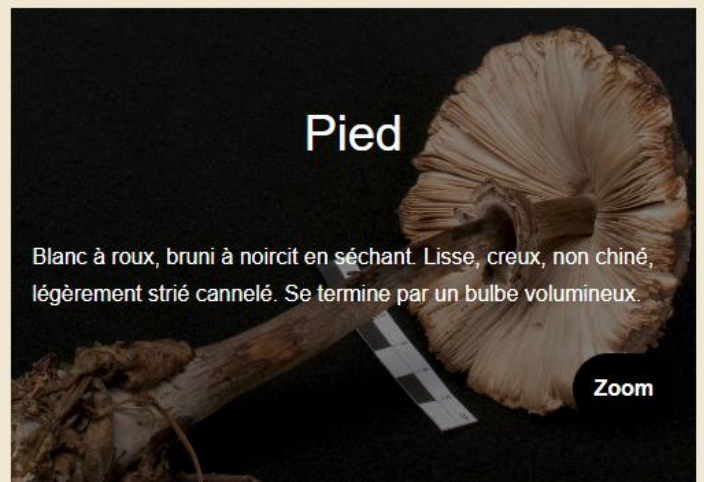 Pied
Blanc à roux, bruni à noircit en séchant. Lisse, creux, non chiné,
légèrement strié cannelé. Se termine par un bulbe volumineux.
Zoom